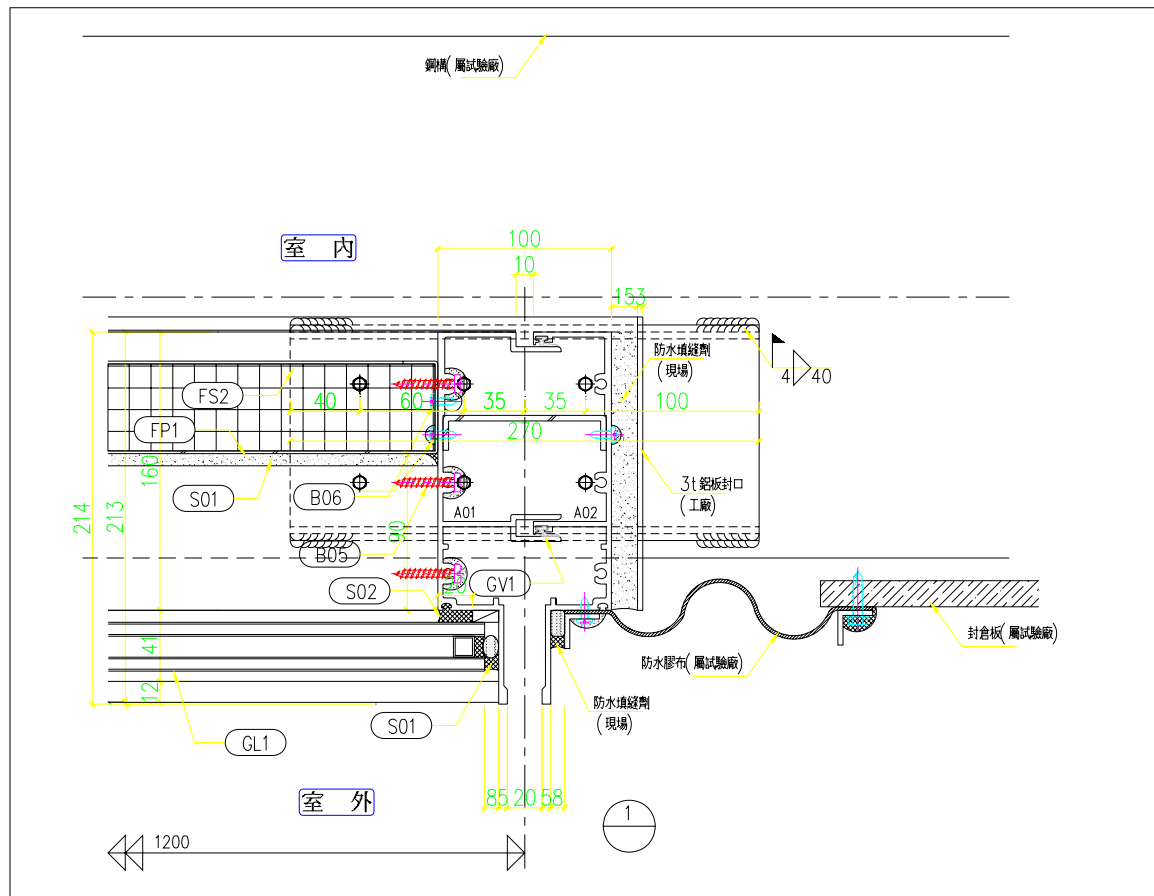 鋼構(屬試驗廠)
室 內
100
10
153
防水填縫劑
(現場)
4
40
FS2
40
60
35
35
100
FP1
270
160
S01
B06
3t鋁板封口
(工廠)
214
213
A01
A02
90
B05
GV1
S02
20
41
封倉板(屬試驗廠)
防水膠布(屬試驗廠)
12
防水填縫劑
(現場)
S01
GL1
室 外
85
20
58
1
1200